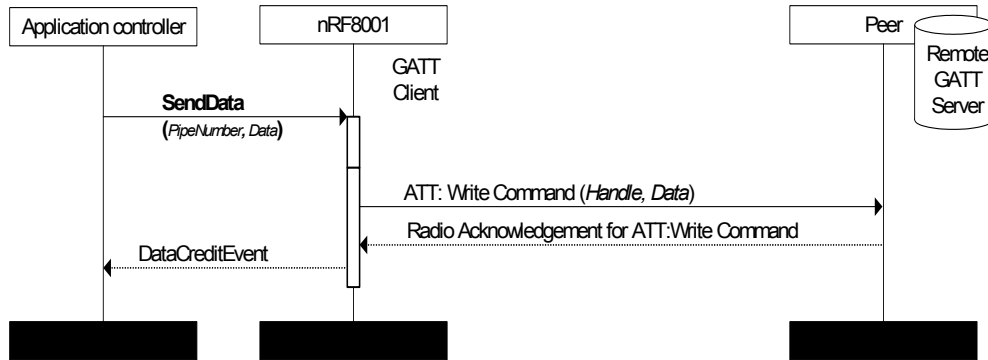 Application controller
nRF8001
Peer
Remote
GATT
Server
GATT
Client
SendData
(PipeNumber, Data)
ATT: Write Command (Handle, Data)
Radio Acknowledgement for ATT:Write Command
DataCreditEvent